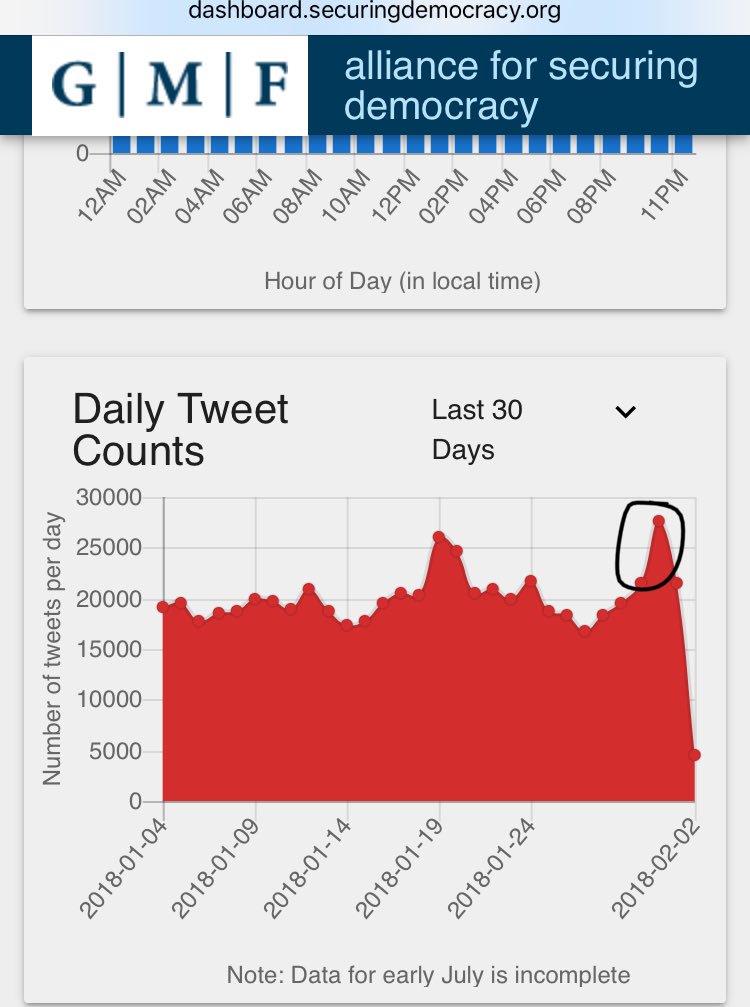 dashboard.securingdemocracy.org
G | M | F
alliance for securing
democracy
0
12AM 02AM 04AM 06AM 08AM 10AM 12PM 02PM 04PM 06PM 08PM 11PM
Hour of Day (in local time)
Daily Tweet
Counts
Last 30
Days
Number of tweets per day
30000
25000
20000
15000
10000
5000
0
2018-01-04 2018-01-09 2018-01-14 2018-01-19 2018-01-24 2018-02-02
Note: Data for early July is incomplete